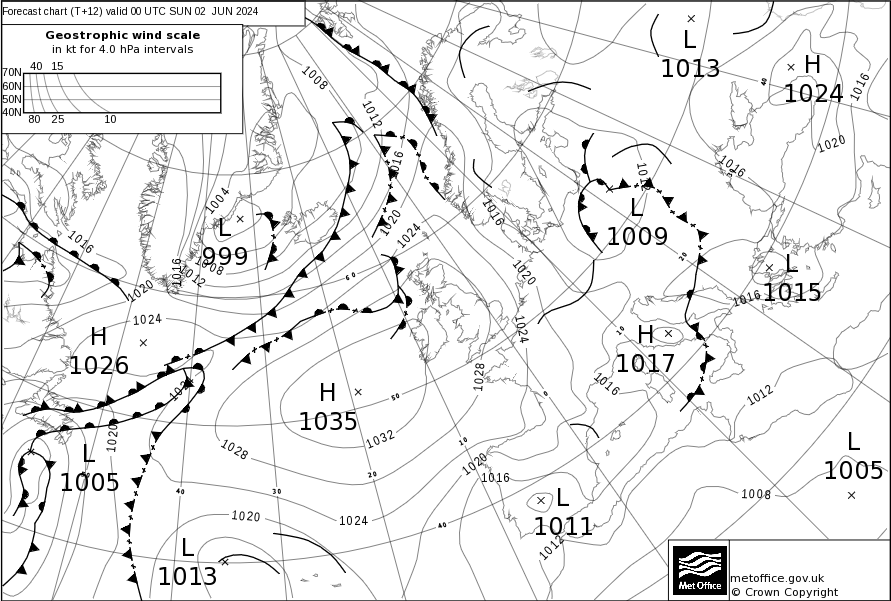 Forecast chart (T+12) valid 00 UTC SUN 02 JUN 2024
Geostrophic wind scale
in kt for 4.0 hPa intervals
40 15
70N
60N
50N
40N
80 25 10
L
1013
H
1024
1016
1008
1012
1020
1016
1016
1004
1016
1020
1024
1016
L
999
1008
1012
1016
1016
L
1009
60
20
L
1015
1020
1020
1016
1024
1024
H
1026
10
H
1017
H
1035
1028
1016
1012
50
0
1020
1032
1028
10
20
L
1005
1020
1016
L
1005
40
30
L
1011
1008
1020
1024
40
1012
L
1013
Met Office
metoffice.gov.uk
© Crown Copyright